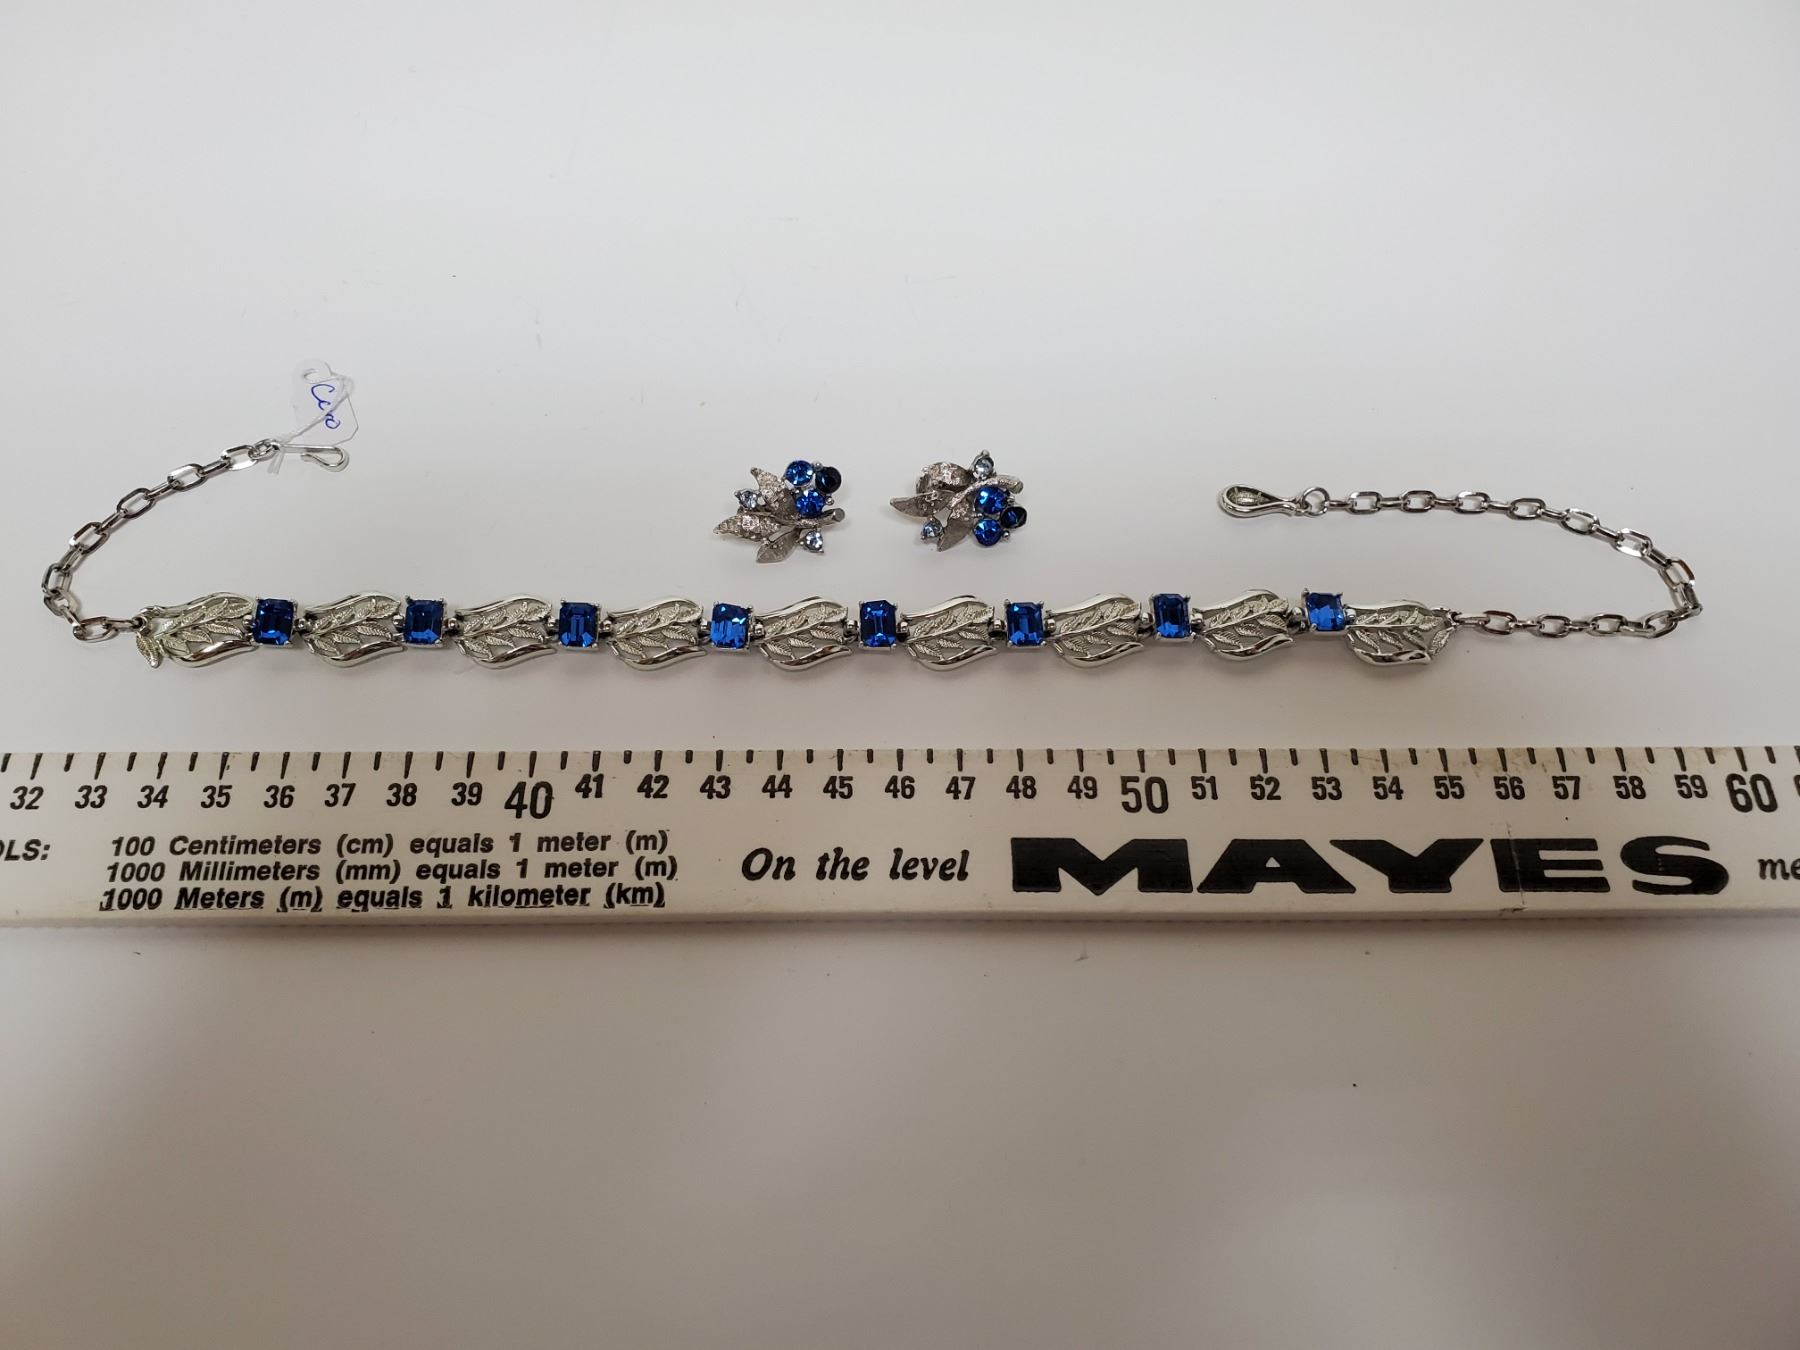 32 33 34 35 36 37 38 39 40 41 42 43 44 45 46 47 48 49 50 51 52 53 54 55 56 57 58 59 60
OLS:
100 Centimeters (cm) equals 1 meter (m)
1000 Millimeters (mm) equals 1 meter (m)
1000 Meters (m) equals 1 kilometer (km)
On the level
MAYES
me